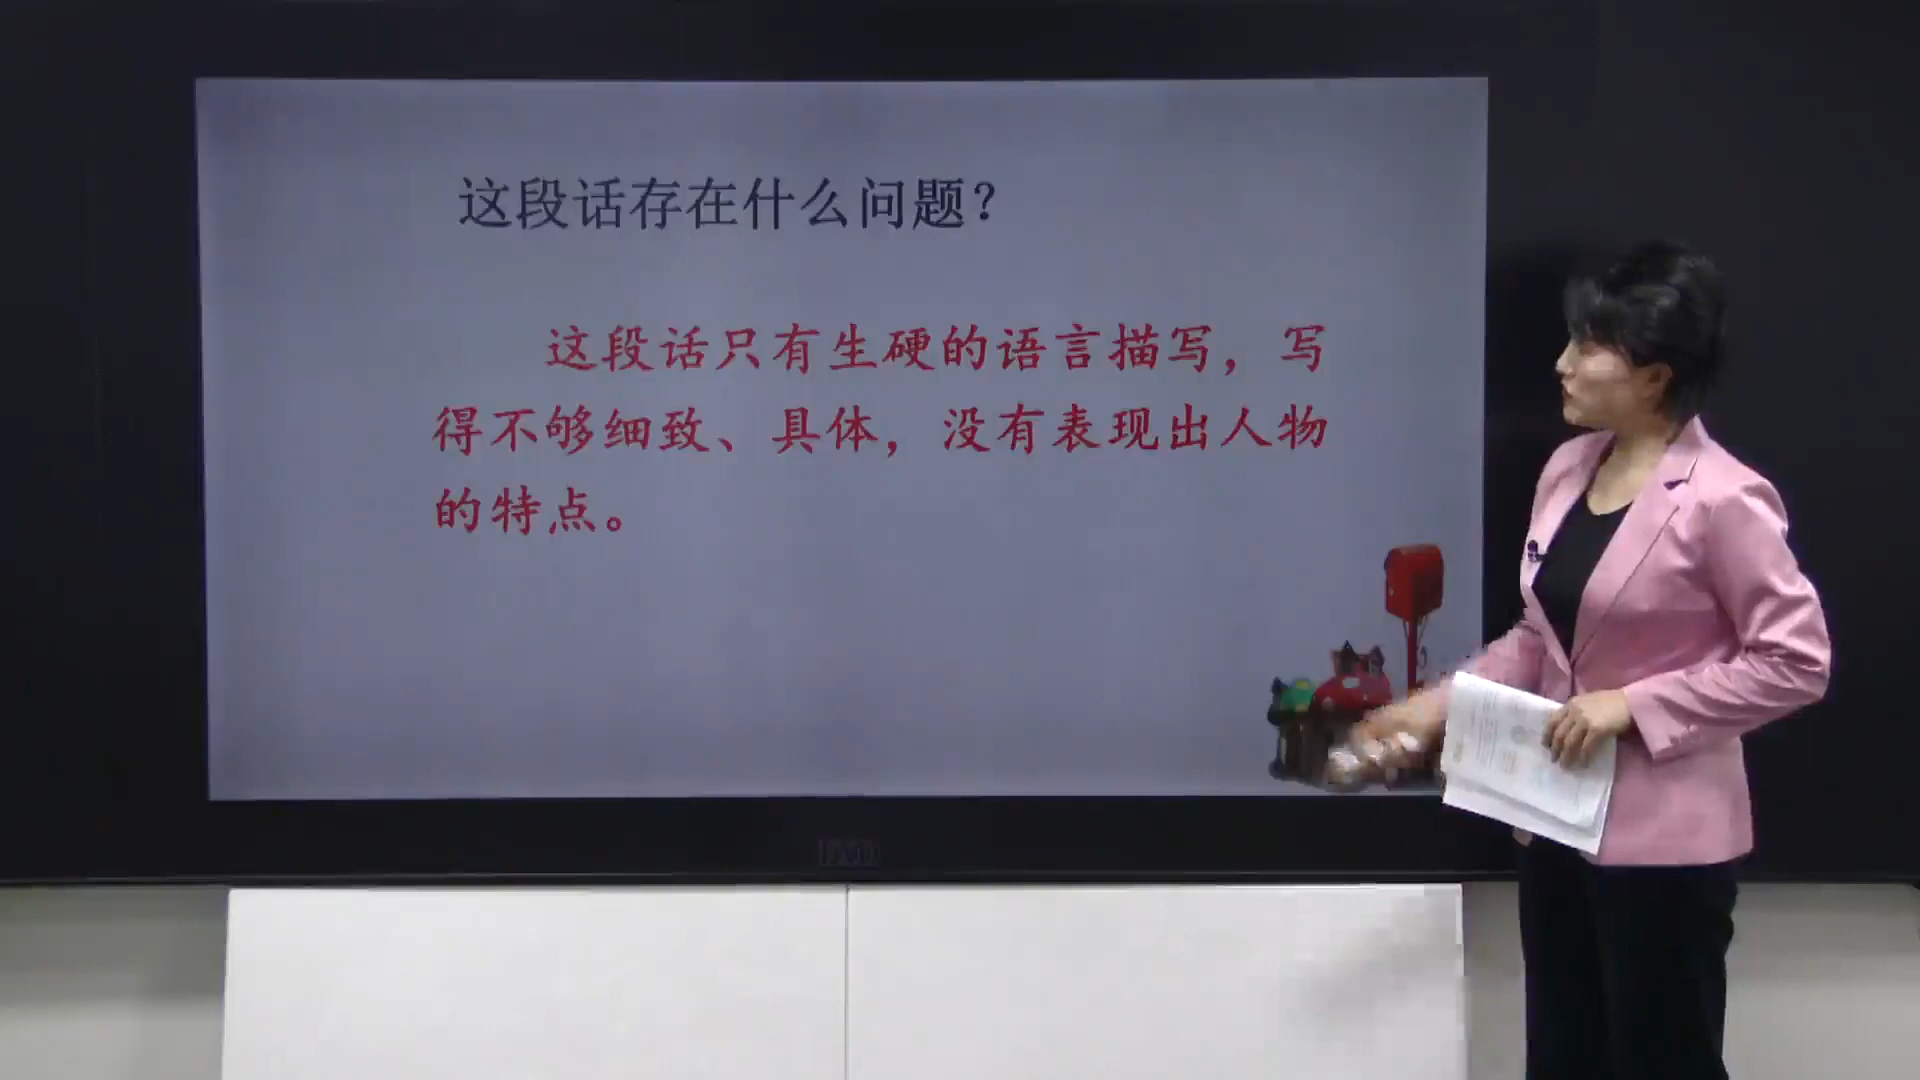 这段话存在什么问题？
这段话只有生硬的语言描写，写
得不够细致、具体，没有表现出人物
的特点。